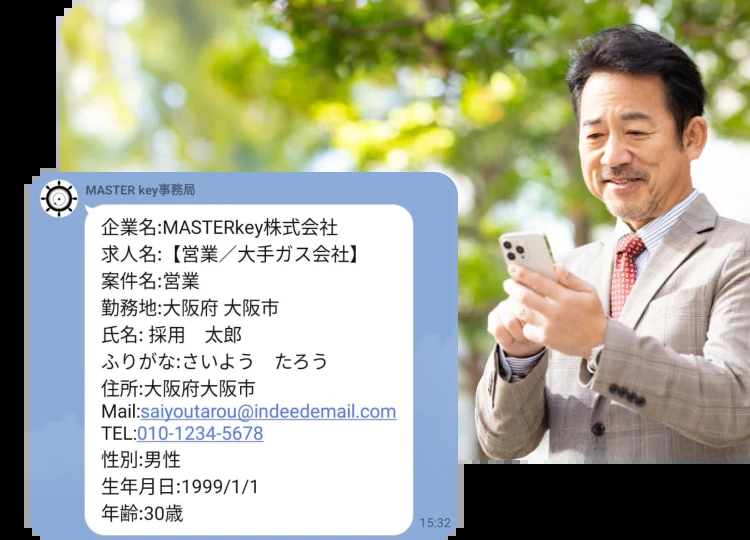 MASTER key事務局
企業名:MASTERkey株式会社
求人名:【営業／大手ガス会社】
案件名:営業
勤務地:大阪府 大阪市
氏名: 採用　太郎
ふりがな:さいよう　たろう
住所:大阪府大阪市
Mail:saiyoutarou@indeedemail.com
TEL:010-1234-5678
性別:男性
生年月日:1999/1/1
年齢:30歳
15:32